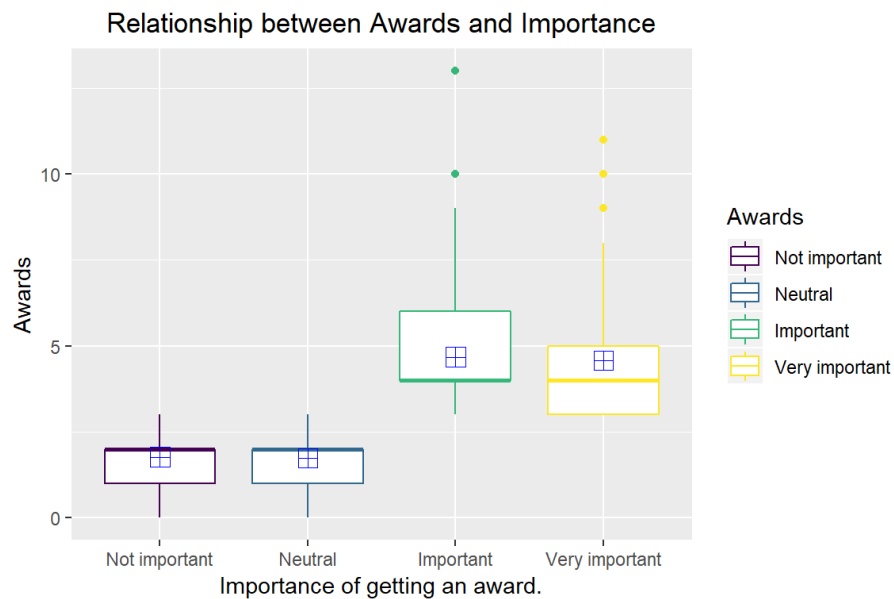 Relationship between Awards and Importance
Awards
10
5
0
Not important
Neutral
Important
Very important
Importance of getting an award.
Awards
Not important
Neutral
Important
Very important